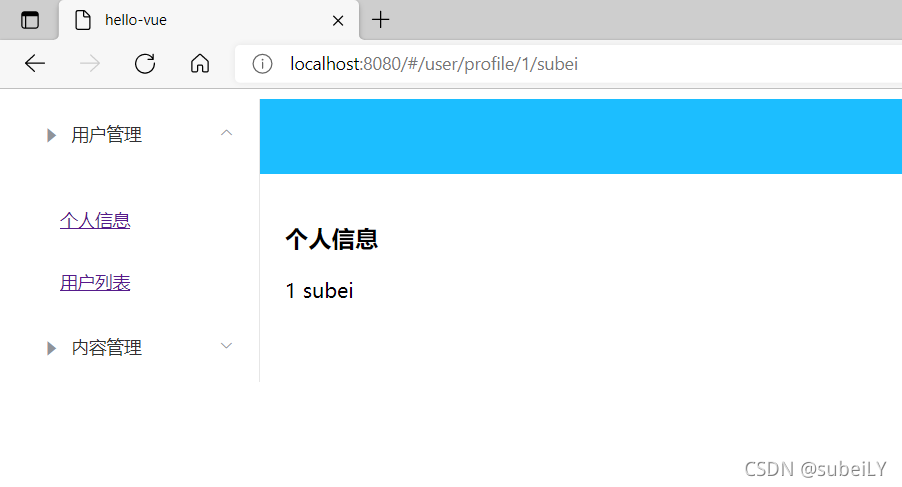 hello-vue
localhost:8080/#/user/profile/1/subei
用户管理
个人信息
用户列表
内容管理
个人信息
1 subei
CSDN @subeiLY